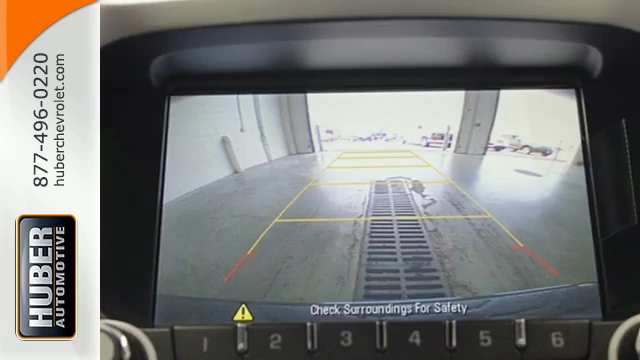 877-496-0220
huberchevrolet.com
HUBER
AUTOMOTIVE
Check Surroundings For Safety
1 2 3 4 5 6